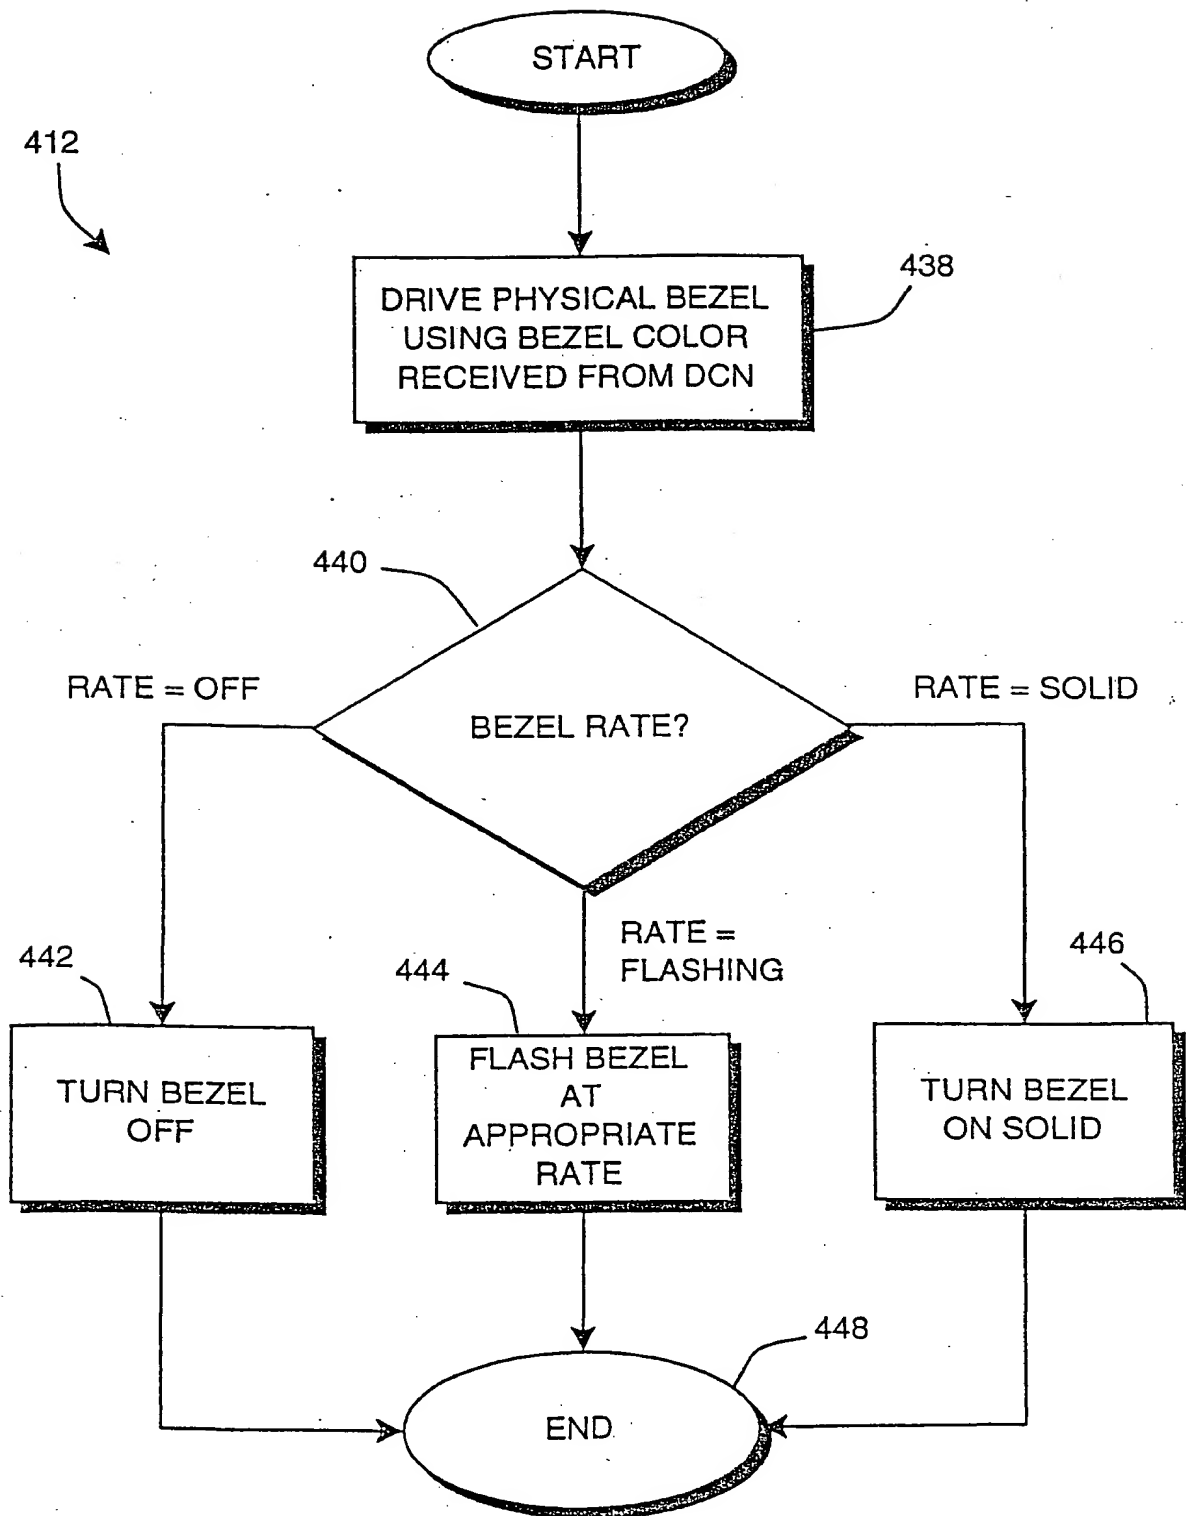 START
412
438
DRIVE PHYSICAL BEZEL
USING BEZEL COLOR
RECEIVED FROM DCN
440
RATE = OFF
BEZEL RATE?
RATE = SOLID
RATE =
FLASHING
442
444
446
TURN BEZEL
OFF
FLASH BEZEL
AT
APPROPRIATE
RATE
TURN BEZEL
ON SOLID
448
END